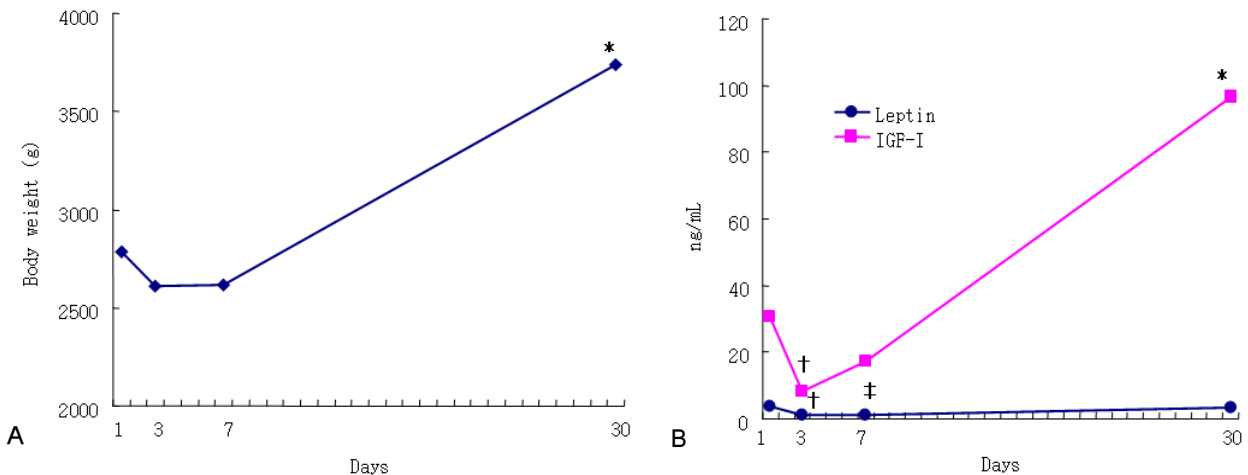 4000
3500
3000
2500
2000
Body weight (g)
*
1 3 7 30
Days
A
120
100
80
60
40
20
0
ng/mL
Leptin
IGF-I
*
†
†
‡
1 3 7 30
Days
B